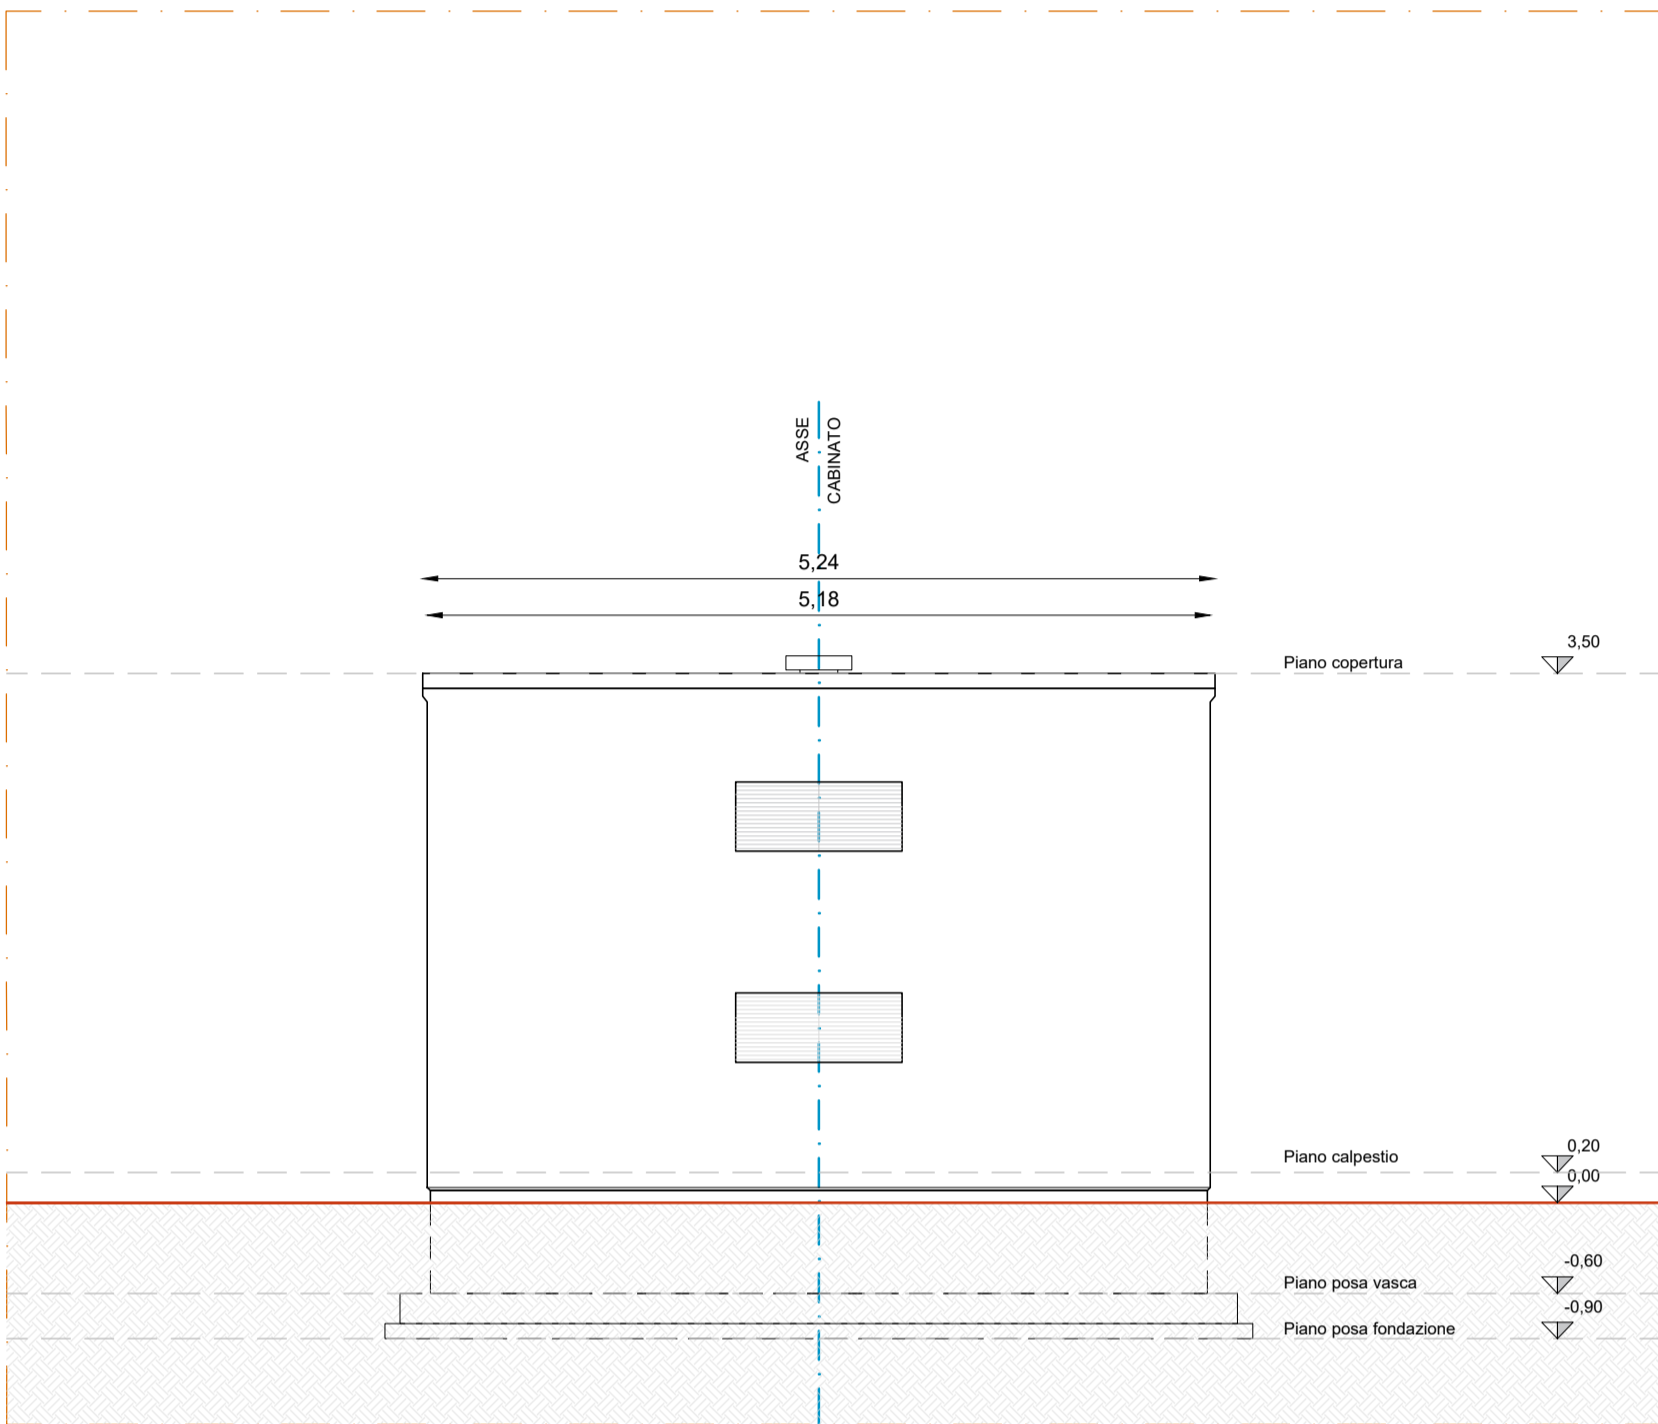 ASSE
CABINATO
5,24
5,18
3,50
Piano copertura
0,20
Piano calpestio
0,00
-0,60
Piano posa vasca
-0,90
Piano posa fondazione